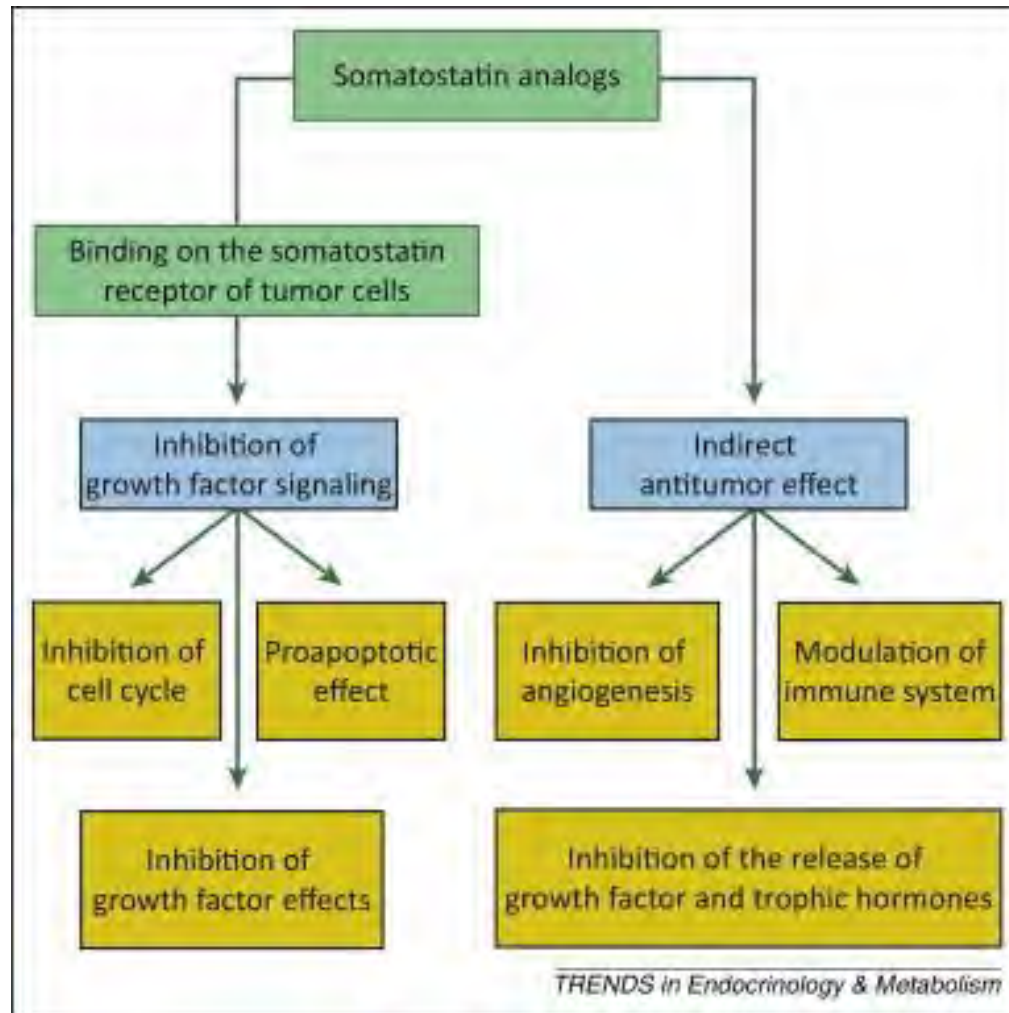 Somatostatin analogs
Binding on the somatostatin
receptor of tumor cells
Inhibition of
growth factor signaling
Indirect
antitumor effect
Inhibition of
cell cycle
Proapoptotic
effect
Inhibition of
angiogenesis
Modulation of
immune system
Inhibition of
growth factor effects
Inhibition of the release of
growth factor and trophic hormones
TRENDS in Endocrinology & Metabolism